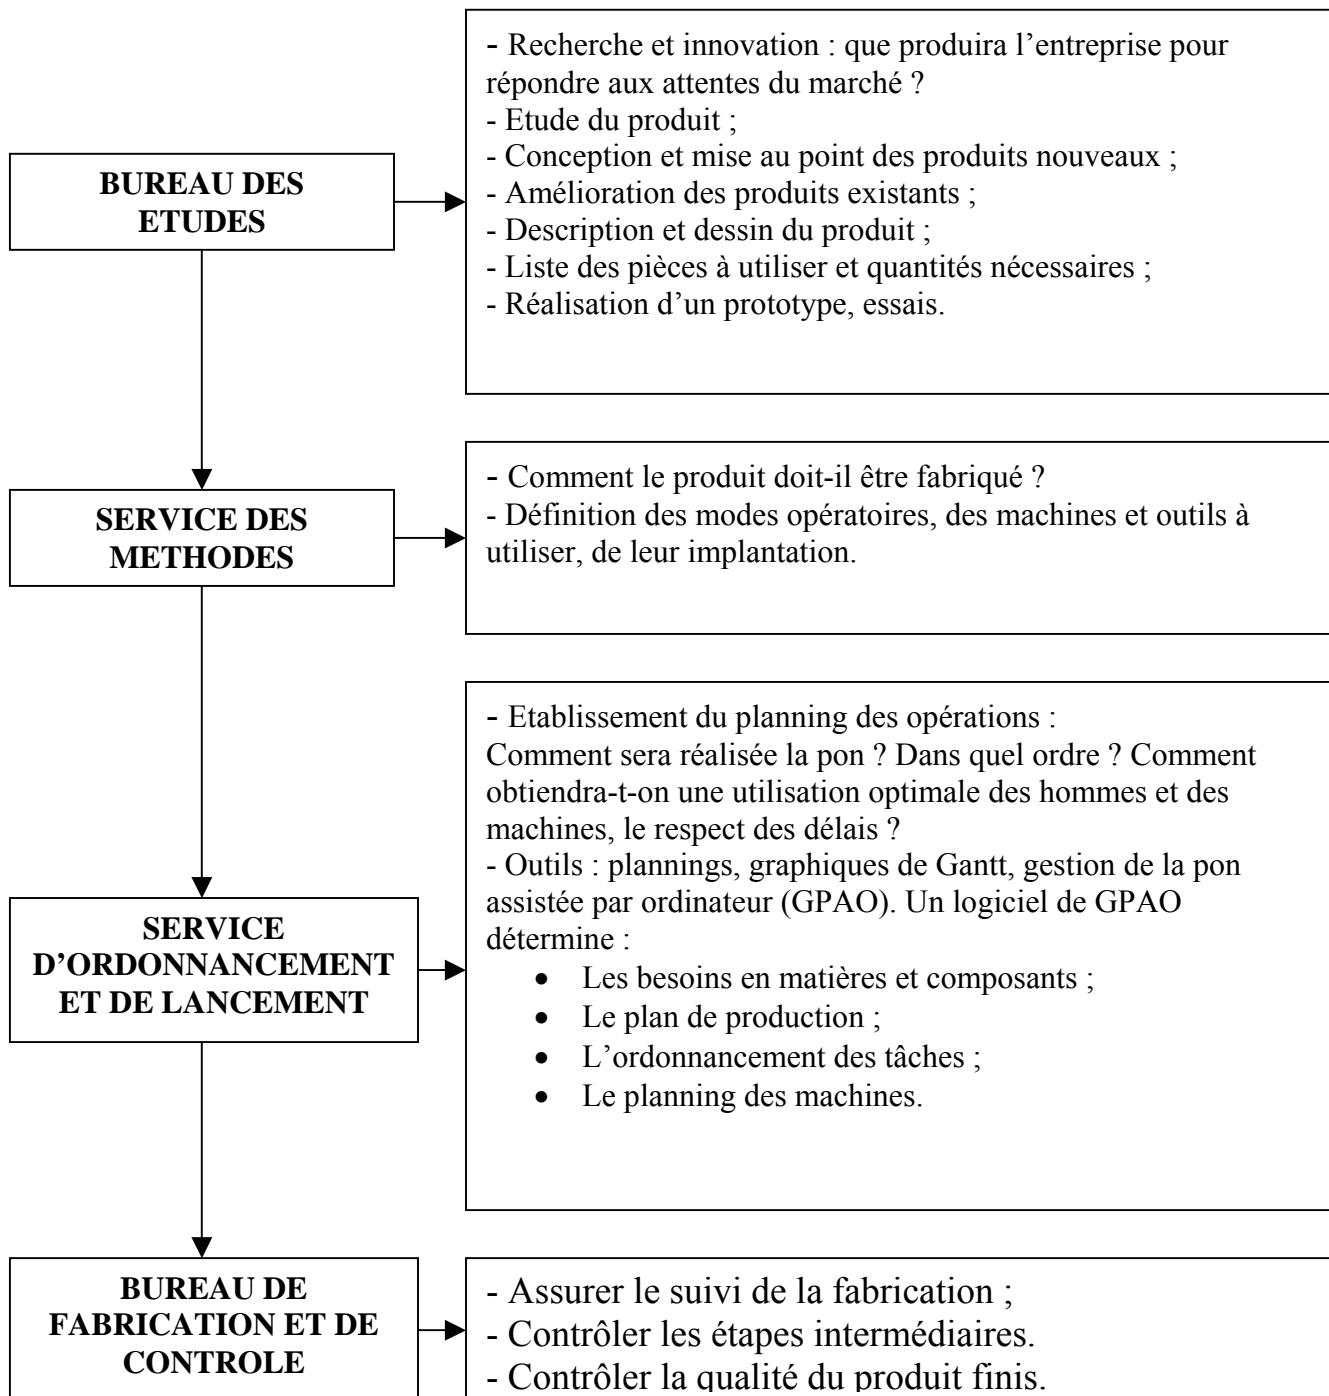 - Recherche et innovation : que produira l’entreprise pour
répondre aux attentes du marché ?
- Etude du produit ;
- Conception et mise au point des produits nouveaux ;
- Amélioration des produits existants ;
- Description et dessin du produit ;
- Liste des pièces à utiliser et quantités nécessaires ;
- Réalisation d’un prototype, essais.
BUREAU DES
ETUDES
- Comment le produit doit-il être fabriqué ?
- Définition des modes opératoires, des machines et outils à
utiliser, de leur implantation.
SERVICE DES
METHODES
- Etablissement du planning des opérations :
Comment sera réalisée la pon ? Dans quel ordre ? Comment
obtiendra-t-on une utilisation optimale des hommes et des
machines, le respect des délais ?
- Outils : plannings, graphiques de Gantt, gestion de la pon
assistée par ordinateur (GPAO). Un logiciel de GPAO
détermine :
• Les besoins en matières et composants ;
• Le plan de production ;
• L’ordonnancement des tâches ;
• Le planning des machines.
SERVICE
D’ORDONNANCEMENT
ET DE LANCEMENT
BUREAU DE
FABRICATION ET DE
CONTROLE
- Assurer le suivi de la fabrication ;
- Contrôler les étapes intermédiaires.
- Contrôler la qualité du produit finis.